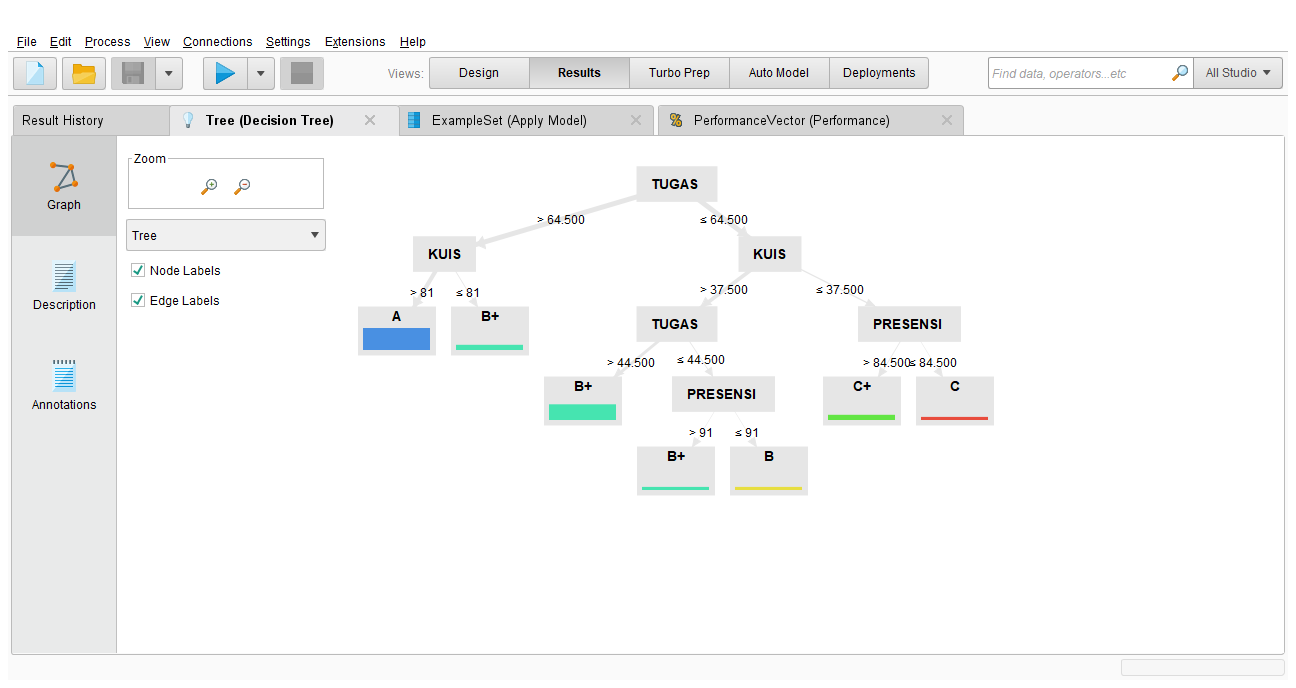 File Edit Process View Connections Settings Extensions Help
Views: Design Results Turbo Prep Auto Model Deployments Find data, operators...etc All Studio
Result History Tree (Decision Tree) ExampleSet (Apply Model) PerformanceVector (Performance)
Graph
Description
Annotations
Zoom
Tree
Node Labels
Edge Labels
TUGAS
> 64.500 ≤ 64.500
KUIS KUIS
> 81 ≤ 81 > 37.500 ≤ 37.500
A B+ TUGAS PRESENSI
> 44.500 ≤ 44.500 > 84.500 ≤ 84.500
B+ PRESENSI C+ C
> 91 ≤ 91
B+ B